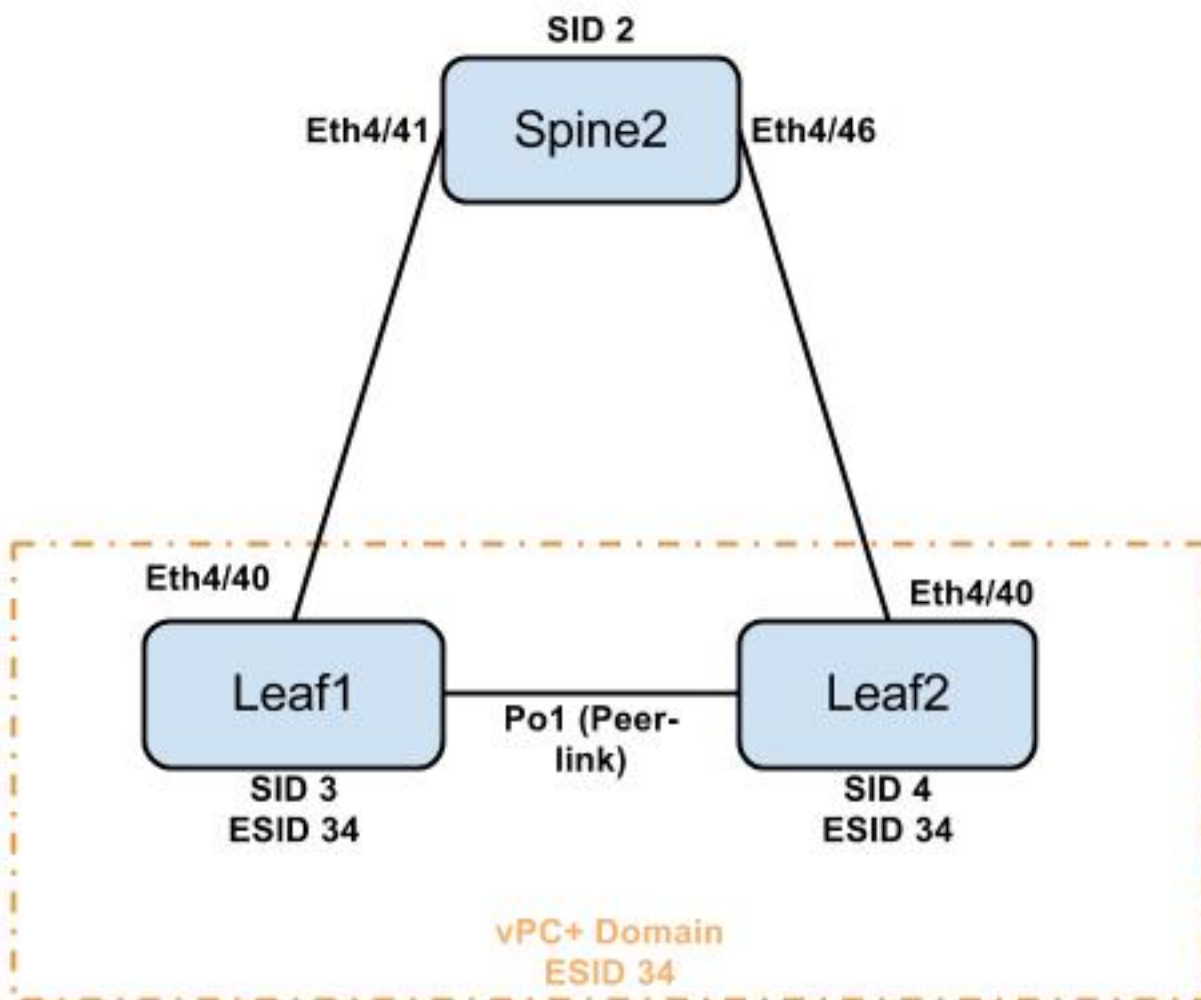 SID 2
Eth4/41
Spine2
Eth4/46
Eth4/40
Eth4/40
Leaf1
Po1 (Peer-
link)
Leaf2
SID 3
ESID 34
SID 4
ESID 34
vPC+ Domain
ESID 34